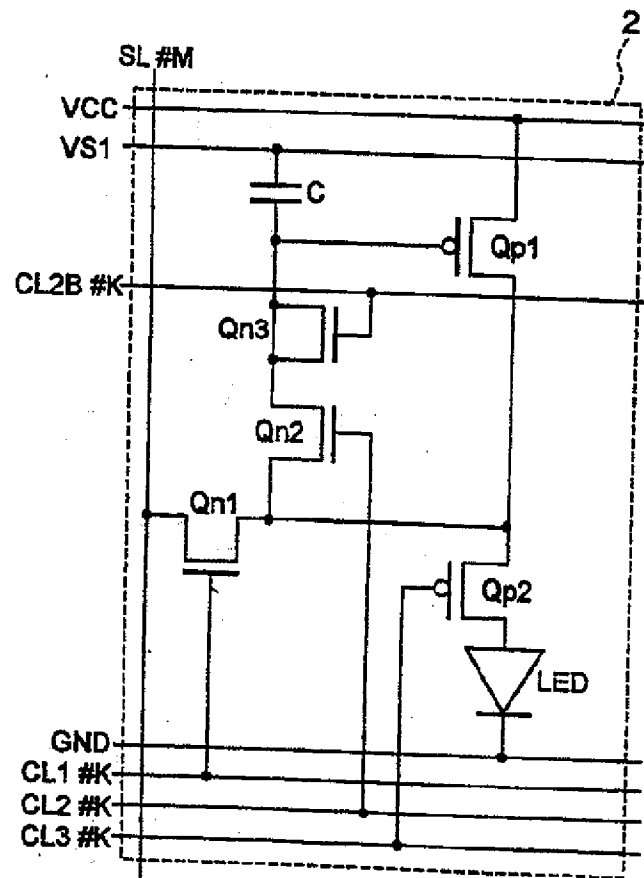 2
SL #M
VCC
VS1
C
Qp1
CL2B #K
Qn3
Qn2
Qn1
Qp2
LED
GND
CL1 #K
CL2 #K
CL3 #K